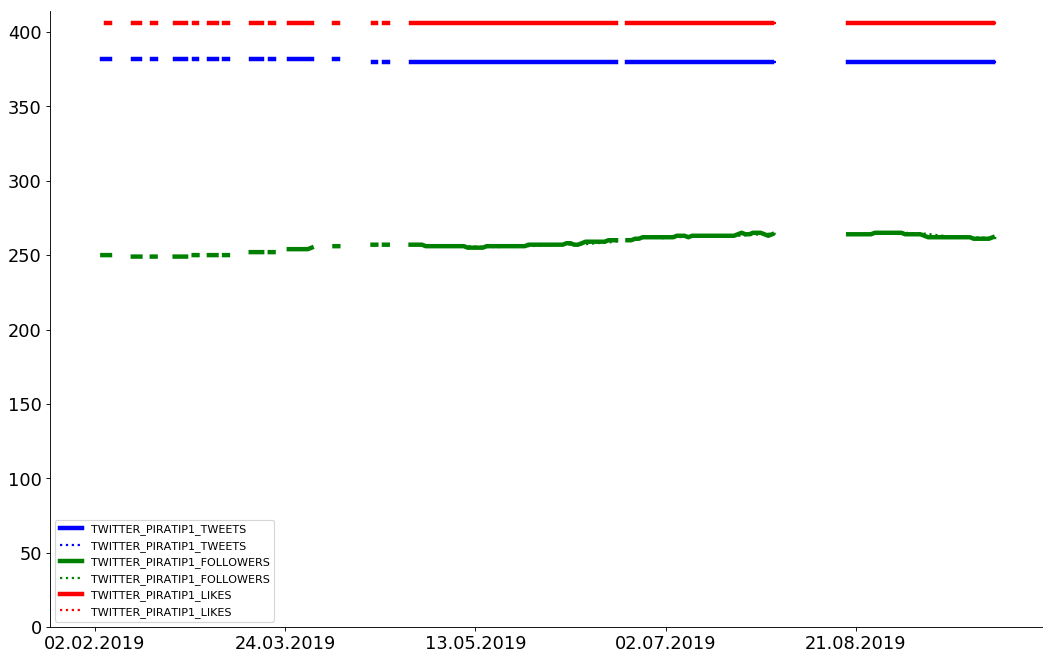 400
350
300
250
200
150
100
50
0
TWITTER_PIRATIP1_TWEETS
TWITTER_PIRATIP1_TWEETS
TWITTER_PIRATIP1_FOLLOWERS
TWITTER_PIRATIP1_FOLLOWERS
TWITTER_PIRATIP1_LIKES
TWITTER_PIRATIP1_LIKES
02.02.2019 24.03.2019 13.05.2019 02.07.2019 21.08.2019